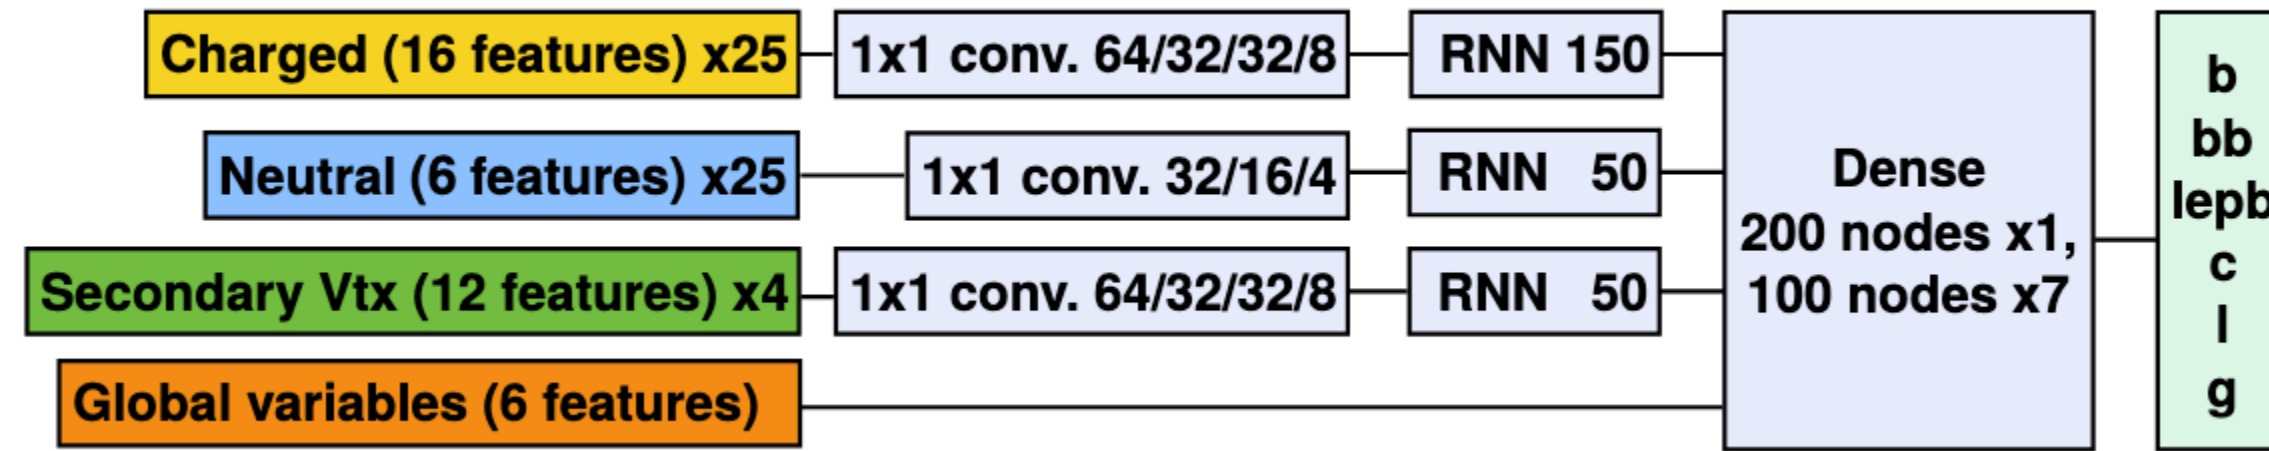 Charged (16 features) x25
1x1 conv. 64/32/32/8
RNN 150
Neutral (6 features) x25
1x1 conv. 32/16/4
RNN 50
Secondary Vtx (12 features) x4
1x1 conv. 64/32/32/8
RNN 50
Global variables (6 features)
Dense
200 nodes x1,
100 nodes x7
b
bb
lepb
c
l
g